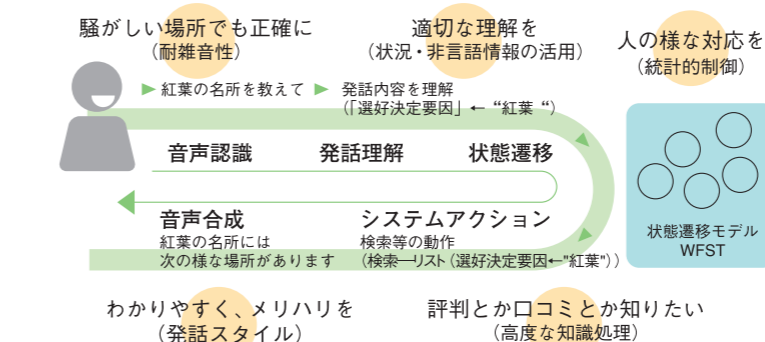 騒がしい場所でも正確に
（耐雑音性）
適切な理解を
（状況・非言語情報の活用）
人の様な対応を
（統計的制御）
紅葉の名所を教えて
発話内容を理解
（「選好決定要因」← “紅葉 “）
音声認識
発話理解
状態遷移
状態遷移モデル
WFST
音声合成
紅葉の名所には
次の様な場所があります
システムアクション
検索等の動作
（検索―リスト（選好決定要因←"紅葉"））
わかりやすく、メリハリを
（発話スタイル）
評判とか口コミとか知りたい
（高度な知識処理）